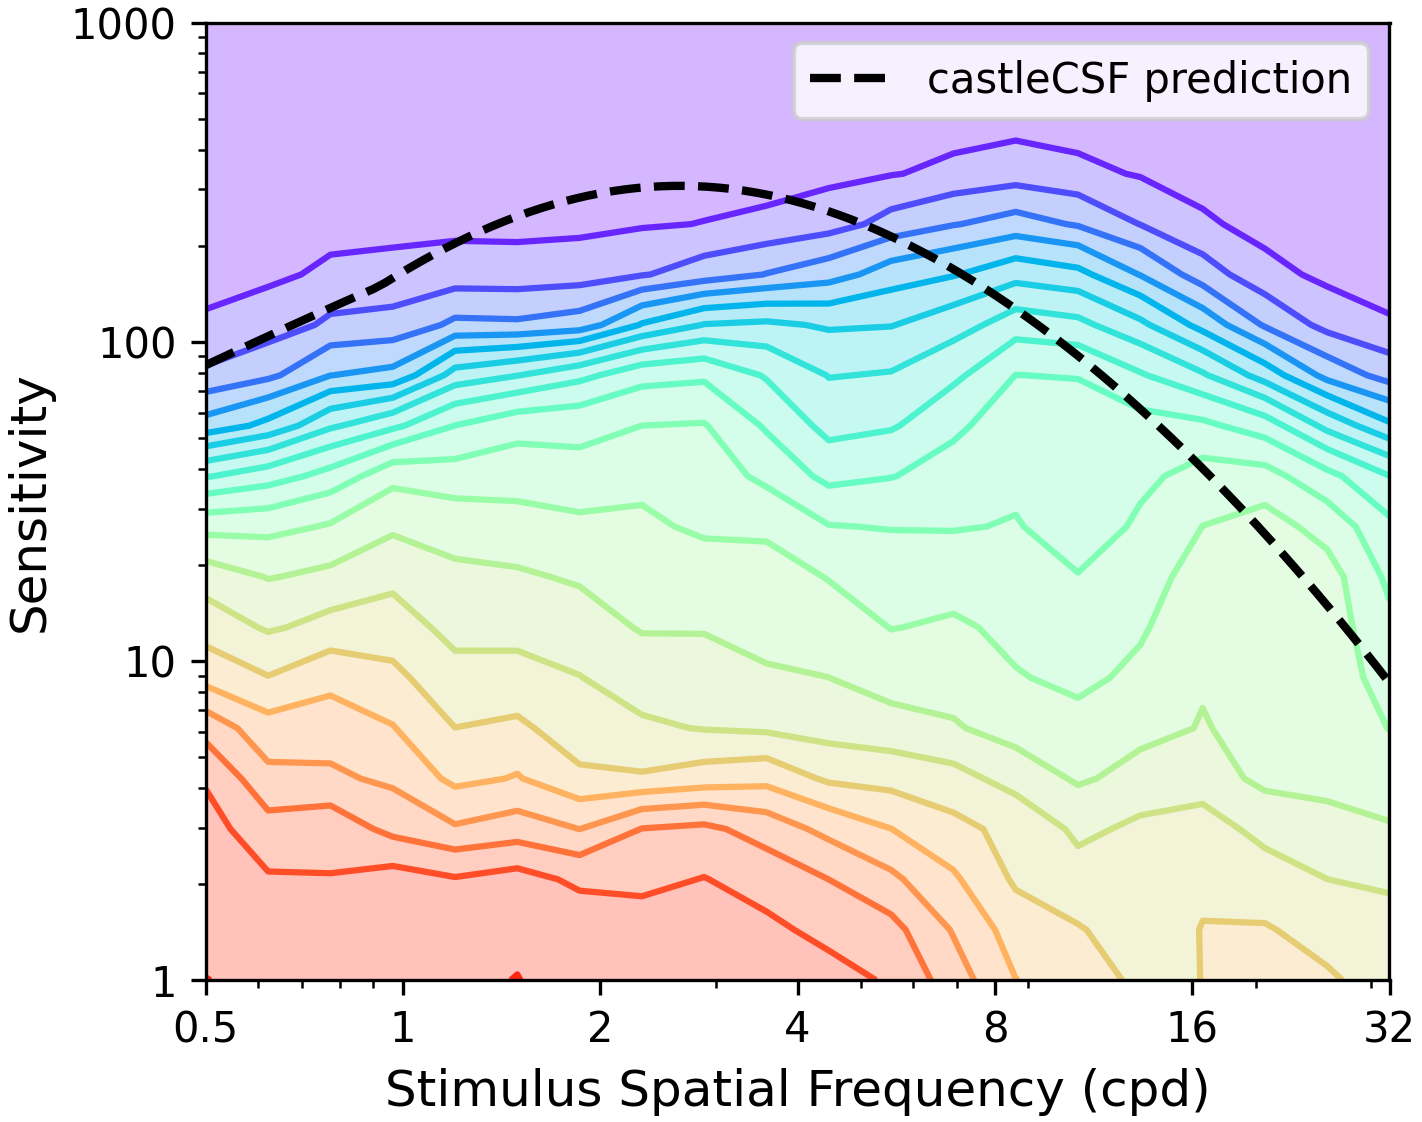 1000
castleCSF prediction
100
Sensitivity
10
1
0.5 1 2 4 8 16 32
Stimulus Spatial Frequency (cpd)